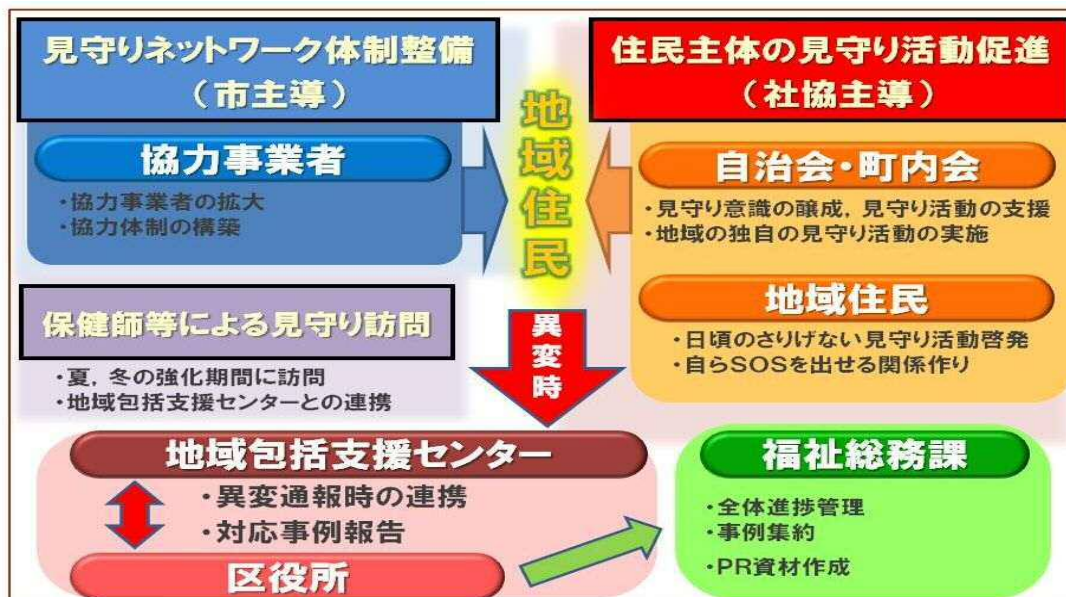 見守りネットワーク体制整備
（市主導）
協力事業者
・協力事業者の拡大
・協力体制の構築
保健師等による見守り訪問
・夏，冬の強化期間に訪問
・地域包括支援センターとの連携
地域住民
異変時
住民主体の見守り活動促進
（社協主導）
自治会・町内会
・見守り意識の醸成，見守り活動の支援
・地域の独自の見守り活動の実施
地域住民
・日頃のさりげない見守り活動啓発
・自らSOSを出せる関係作り
地域包括支援センター
・異変通報時の連携
・対応事例報告
区役所
福祉総務課
・全体進捗管理
・事例集約
・PR資材作成